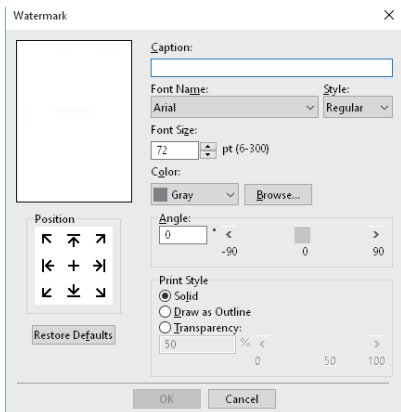 Watermark
Caption:
Font Name:
Style:
Arial
Regular
Font Size:
72
pt (6-300)
Color:
Gray
Browse...
Position
Angle:
0
°
-90
0
90
Print Style
Solid
Draw as Outline
Transparency:
50
%
0
50
100
Restore Defaults
OK
Cancel